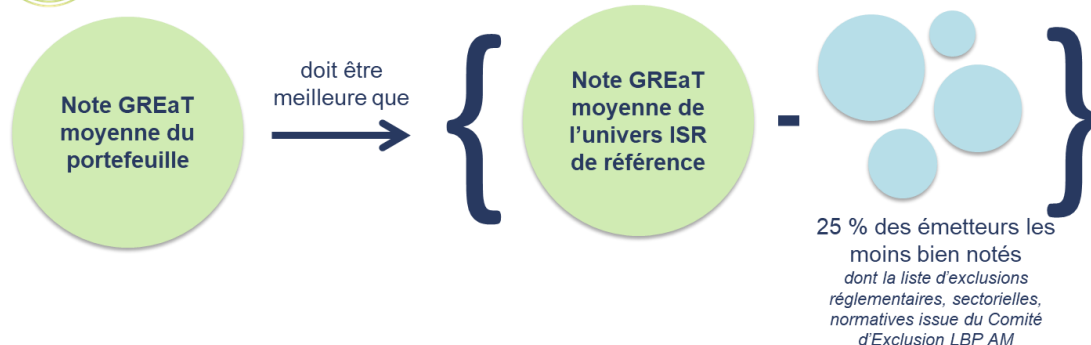 Note GREaT
moyenne du
portefeuille
doit être
meilleure que
{
Note GREaT
moyenne de
l'univers ISR
de référence
-
}
25 % des émetteurs les
moins bien notés
dont la liste d'exclusions
réglementaires, sectorielles,
normatives issue du Comité
d'Exclusion LBP AM